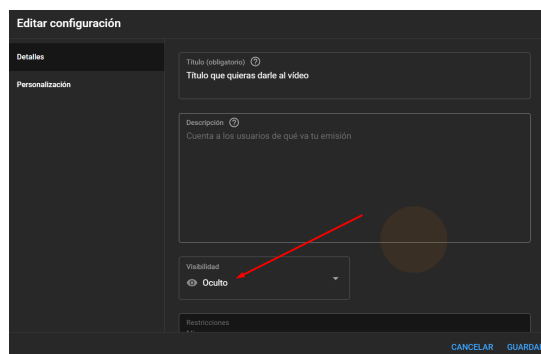 Editar configuración
Detalles
Personalización
Título (obligatorio)
Título que quieras darle al vídeo
Descripción
Cuenta a los usuarios de qué va tu emisión
Visibilidad
Oculto
Restricciones
CANCELAR GUARDAR